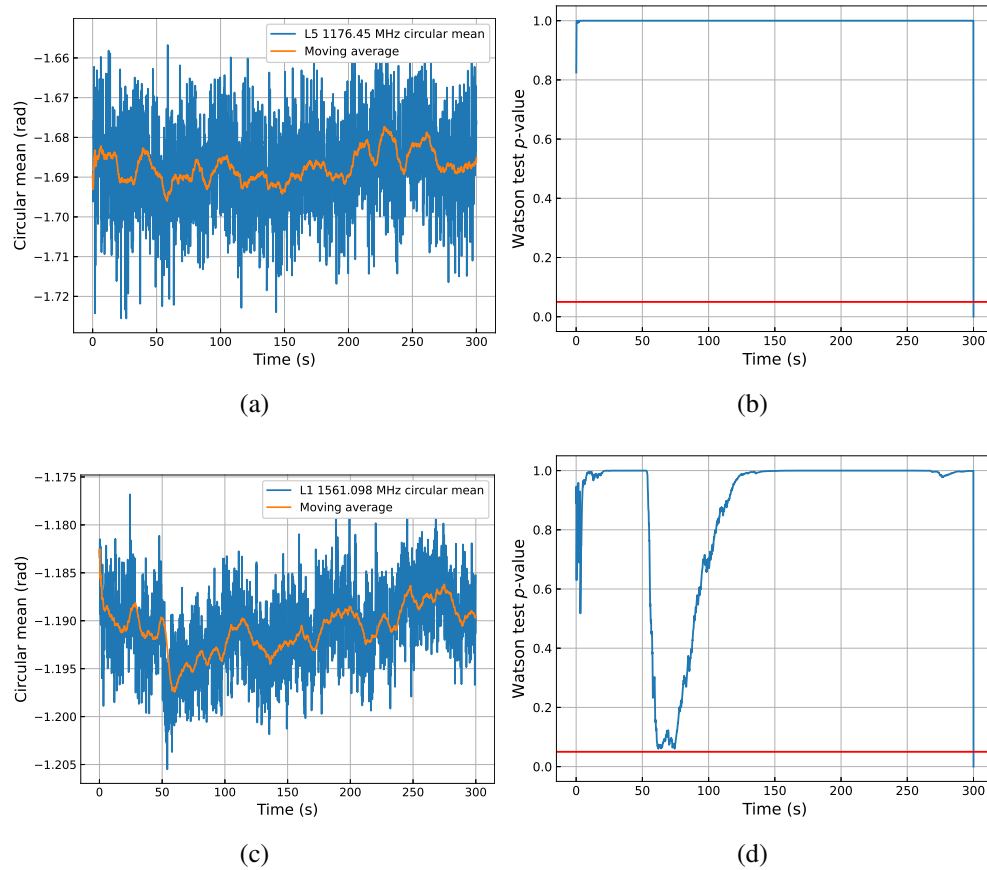 L5 1176.45 MHz circular mean
Moving average
Circular mean (rad)
−1.66
−1.67
−1.68
−1.69
−1.70
−1.71
−1.72
0 50 100 150 200 250 300
Time (s)
(a)
Watson test p-value
1.0
0.8
0.6
0.4
0.2
0.0
0 50 100 150 200 250 300
Time (s)
(b)
L1 1561.098 MHz circular mean
Moving average
Circular mean (rad)
−1.175
−1.180
−1.185
−1.190
−1.195
−1.200
−1.205
0 50 100 150 200 250 300
Time (s)
(c)
Watson test p-value
1.0
0.8
0.6
0.4
0.2
0.0
0 50 100 150 200 250 300
Time (s)
(d)